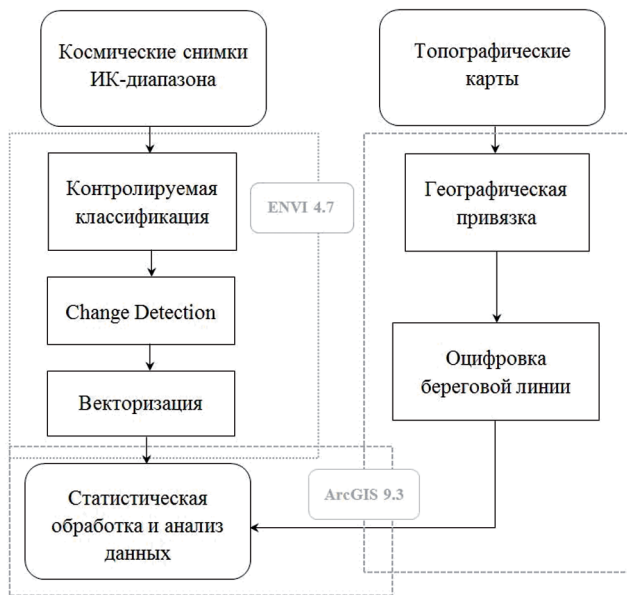 Космические снимки
ИК-диапазона
Топографические
карты
Контролируемая
классификация
ENVI 4.7
Географическая
привязка
Change Detection
Оцифровка
береговой линии
Векторизация
Статистическая
обработка и анализ
данных
ArcGIS 9.3